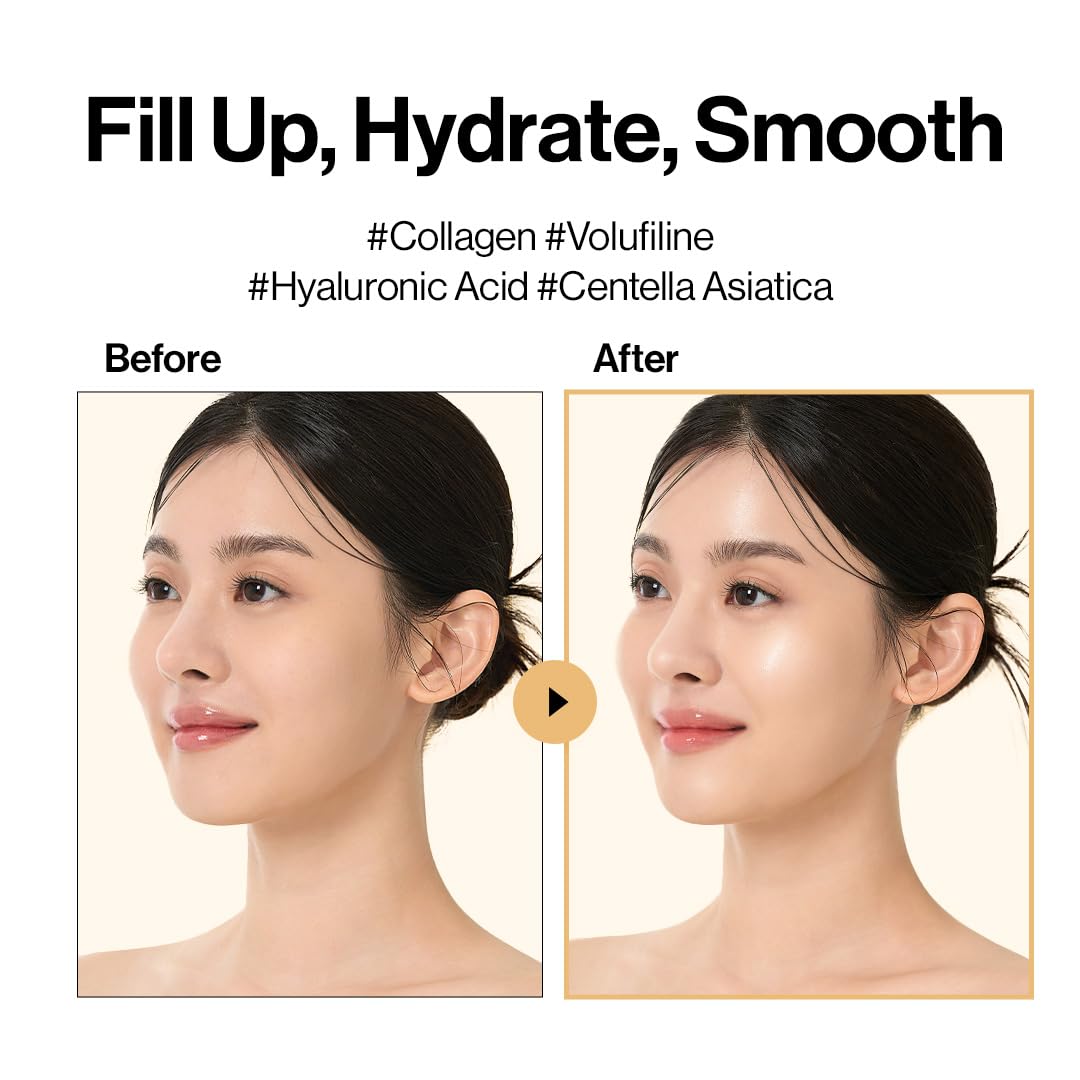 Fill Up, Hydrate, Smooth
#Collagen #Volufiline
#Hyaluronic Acid #Centella Asiatica
Before
After